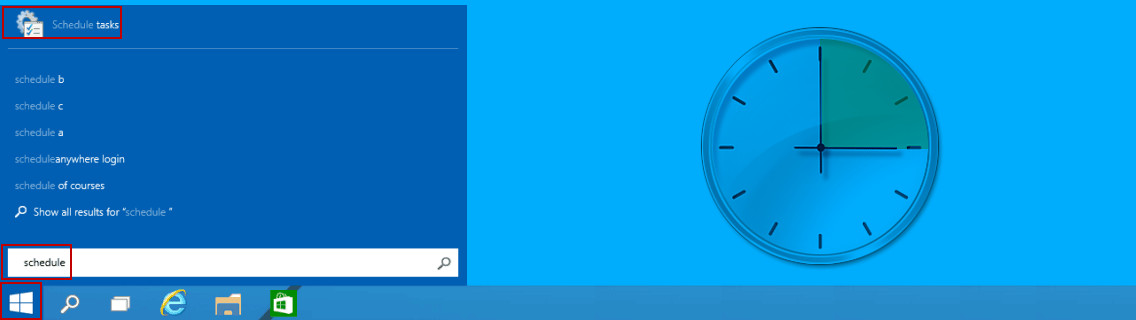 Schedule tasks
schedule b
schedule c
schedule a
scheduleanywhere login
schedule of courses
Show all results for “schedule ”
schedule